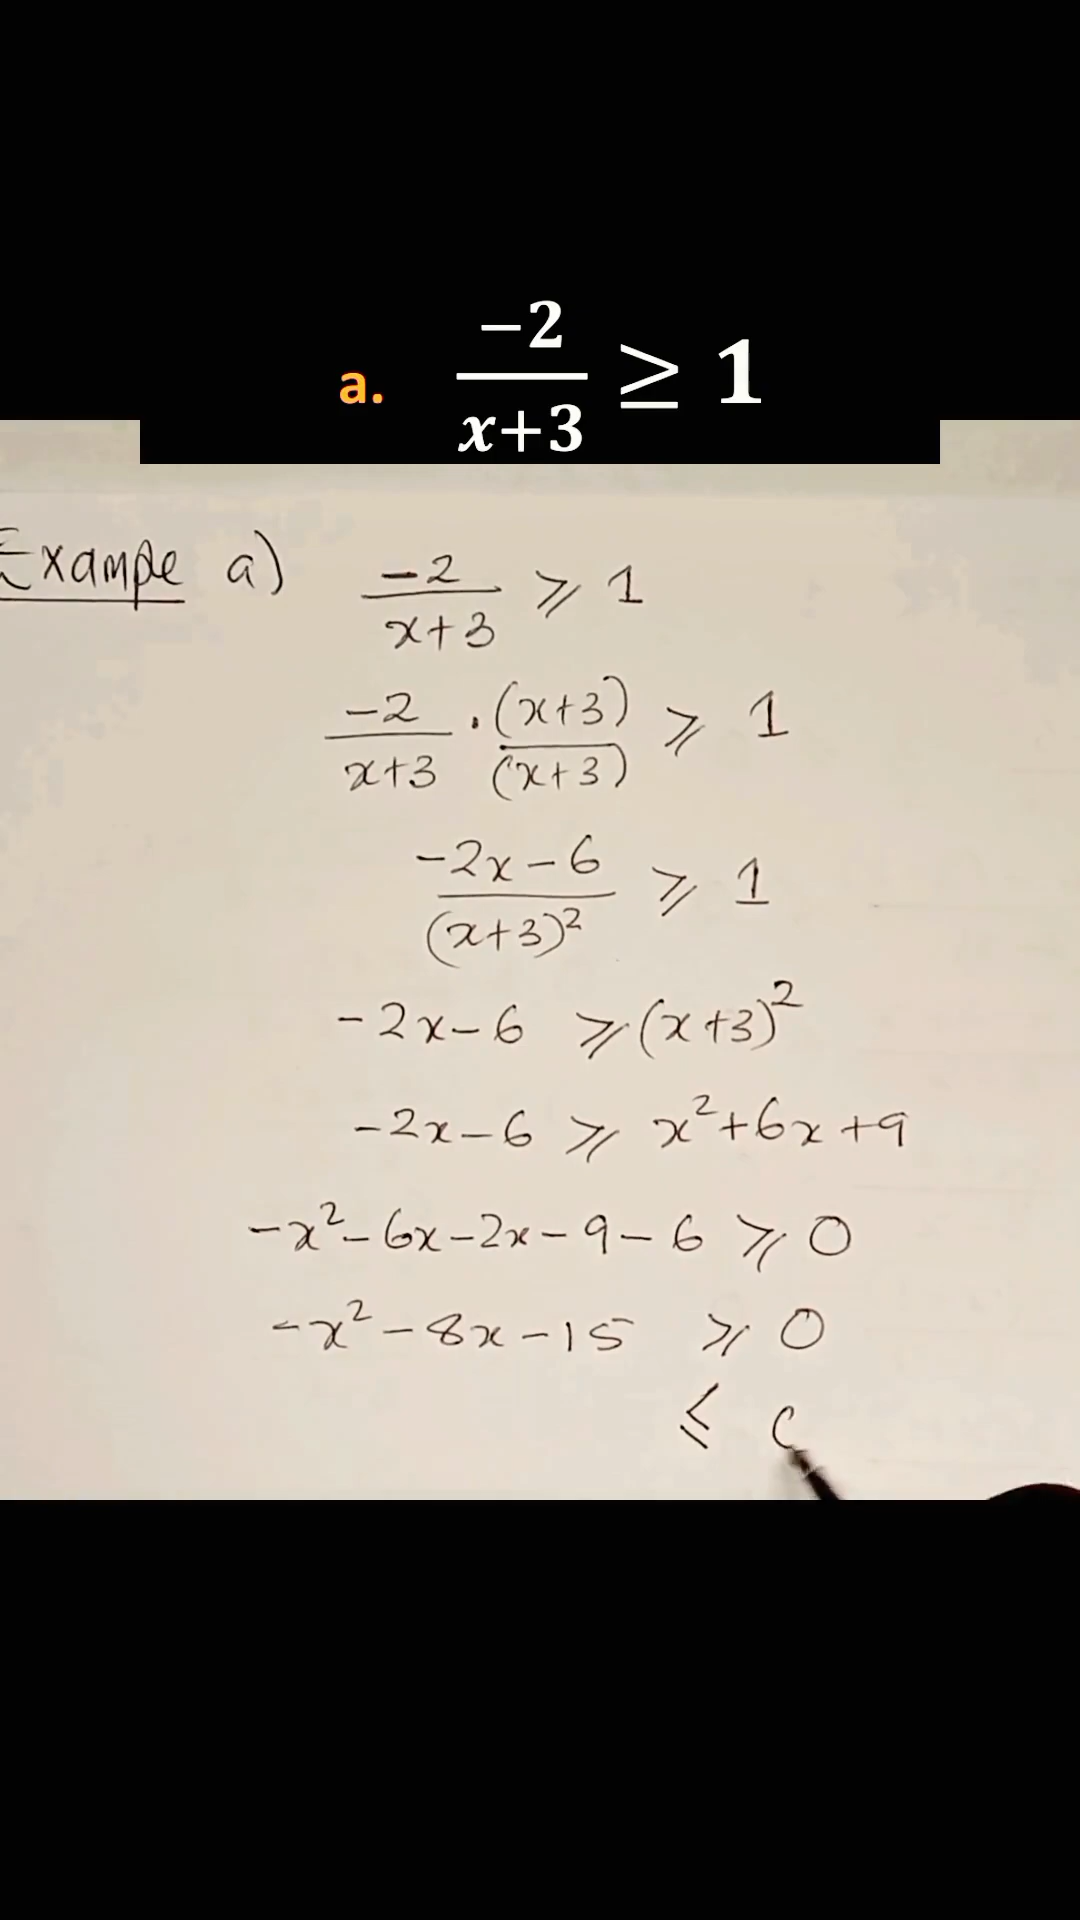 a. −2/x+3 ≥ 1
Example a) -2/x+3 ⩾ 1
-2/x+3 · (x+3)/(x+3) ⩾ 1
-2x-6/(x+3)² ⩾ 1
-2x-6 ⩾ (x+3)²
-2x-6 ⩾ x²+6x+9
-x²-6x-2x-9-6 ⩾ 0
-x²-8x-15 ⩾ 0
⩽